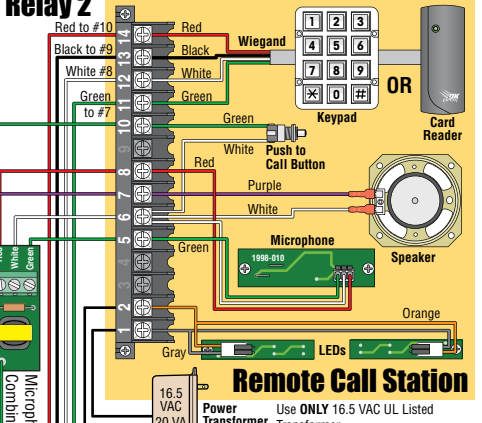 Relay 2
Red to #10
Black to #9
White #8
Green
to #7
14
13
12
11
10
9
8
7
6
5
4
3
2
1
Red
Black
White
Green
Wiegand
1 2 3
4 5 6
7 8 9
* 0 #
Keypad
OR
Card
Reader
Green
White
Push to
Call Button
Red
Purple
White
Speaker
Microphone
1998-010
Green
White
Green
Orange
Gray
LEDs
Remote Call Station
16.5
VAC
20 VA
Power
Transformer
Use ONLY 16.5 VAC UL Listed
Transformer